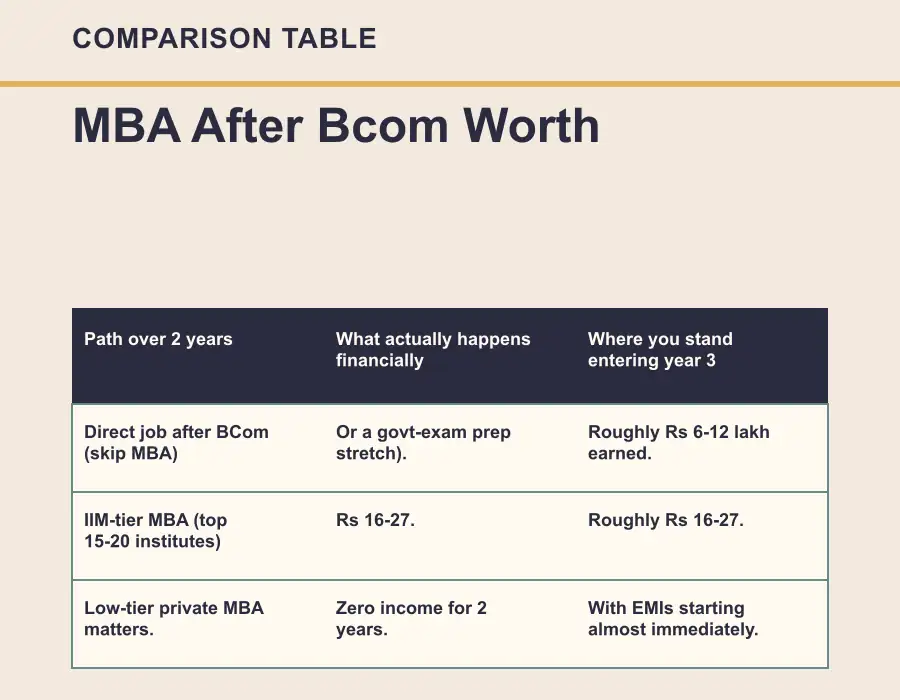 COMPARISON TABLE
MBA After Bcom Worth
Path over 2 years
What actually happens
financially
Where you stand
entering year 3
Direct job after BCom
(skip MBA)
Or a govt-exam prep
stretch).
Roughly Rs 6-12 lakh
earned.
IIM-tier MBA (top
15-20 institutes)
Rs 16-27.
Roughly Rs 16-27.
Low-tier private MBA
matters.
Zero income for 2
years.
With EMIs starting
almost immediately.